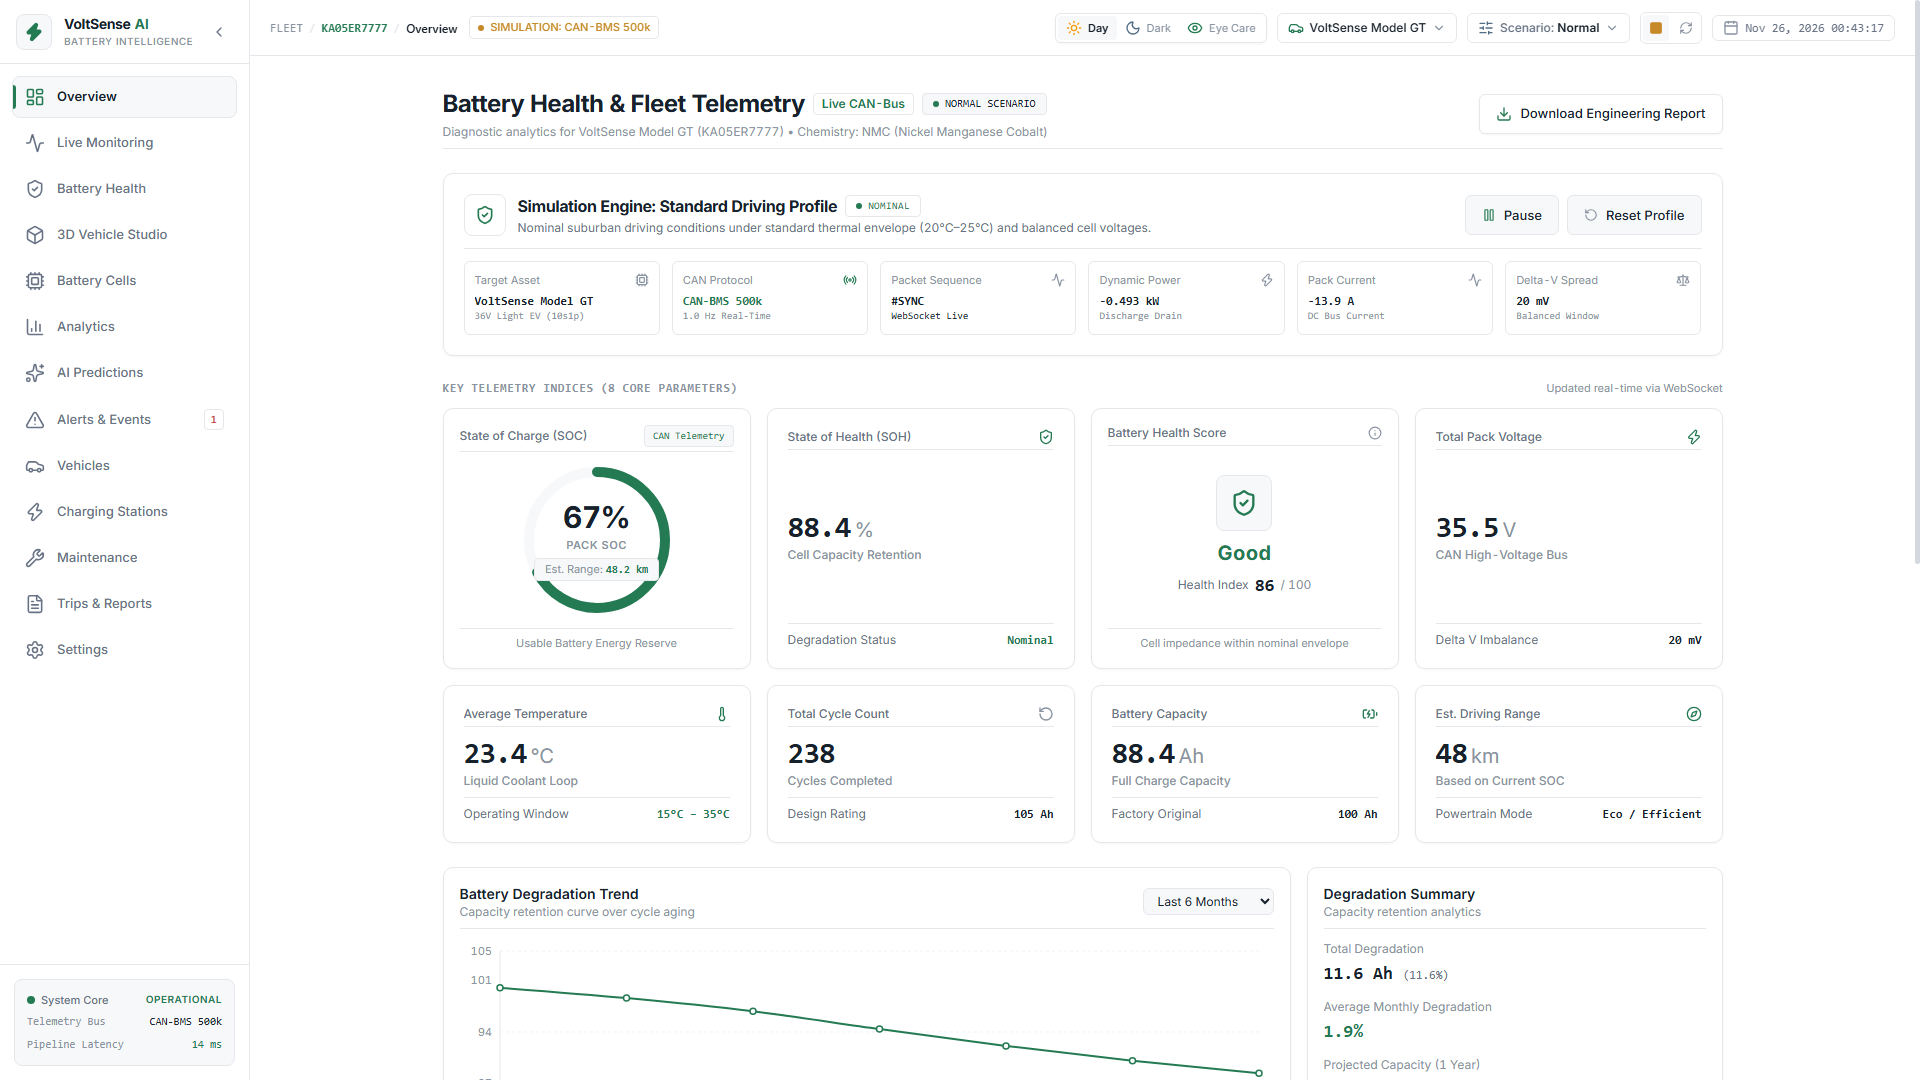 VoltSense AI
BATTERY INTELLIGENCE
Overview
Live Monitoring
Battery Health
3D Vehicle Studio
Battery Cells
Analytics
AI Predictions
Alerts & Events 1
Vehicles
Charging Stations
Maintenance
Trips & Reports
Settings
System Core OPERATIONAL
Telemetry Bus CAN-BMS 500k
Pipeline Latency 14 ms
FLEET / KA05ER7777 / Overview SIMULATION: CAN-BMS 500k
Day Dark Eye Care VoltSense Model GT Scenario: Normal Nov 26, 2026 00:43:17
Battery Health & Fleet Telemetry Live CAN-Bus NORMAL SCENARIO
Diagnostic analytics for VoltSense Model GT (KA05ER7777) • Chemistry: NMC (Nickel Manganese Cobalt)
Download Engineering Report
Simulation Engine: Standard Driving Profile NOMINAL
Nominal suburban driving conditions under standard thermal envelope (20°C–25°C) and balanced cell voltages.
Pause Reset Profile
Target Asset
VoltSense Model GT
36V Light EV (10s1p)
CAN Protocol
CAN-BMS 500k
1.0 Hz Real-Time
Packet Sequence
#SYNC
WebSocket Live
Dynamic Power
-0.493 kW
Discharge Drain
Pack Current
-13.9 A
DC Bus Current
Delta-V Spread
20 mV
Balanced Window
KEY TELEMETRY INDICES (8 CORE PARAMETERS)
Updated real-time via WebSocket
State of Charge (SOC) CAN Telemetry
67%
PACK SOC
Est. Range: 48.2 km
Usable Battery Energy Reserve
State of Health (SOH)
88.4 %
Cell Capacity Retention
Degradation Status Nominal
Battery Health Score
Good
Health Index 86 / 100
Cell impedance within nominal envelope
Total Pack Voltage
35.5 V
CAN High-Voltage Bus
Delta V Imbalance 20 mV
Average Temperature
23.4 °C
Liquid Coolant Loop
Operating Window 15°C – 35°C
Total Cycle Count
238
Cycles Completed
Design Rating 105 Ah
Battery Capacity
88.4 Ah
Full Charge Capacity
Factory Original 100 Ah
Est. Driving Range
48 km
Based on Current SOC
Powertrain Mode Eco / Efficient
Battery Degradation Trend
Capacity retention curve over cycle aging
Last 6 Months
105
101
94
Degradation Summary
Capacity retention analytics
Total Degradation
11.6 Ah (11.6%)
Average Monthly Degradation
1.9%
Projected Capacity (1 Year)